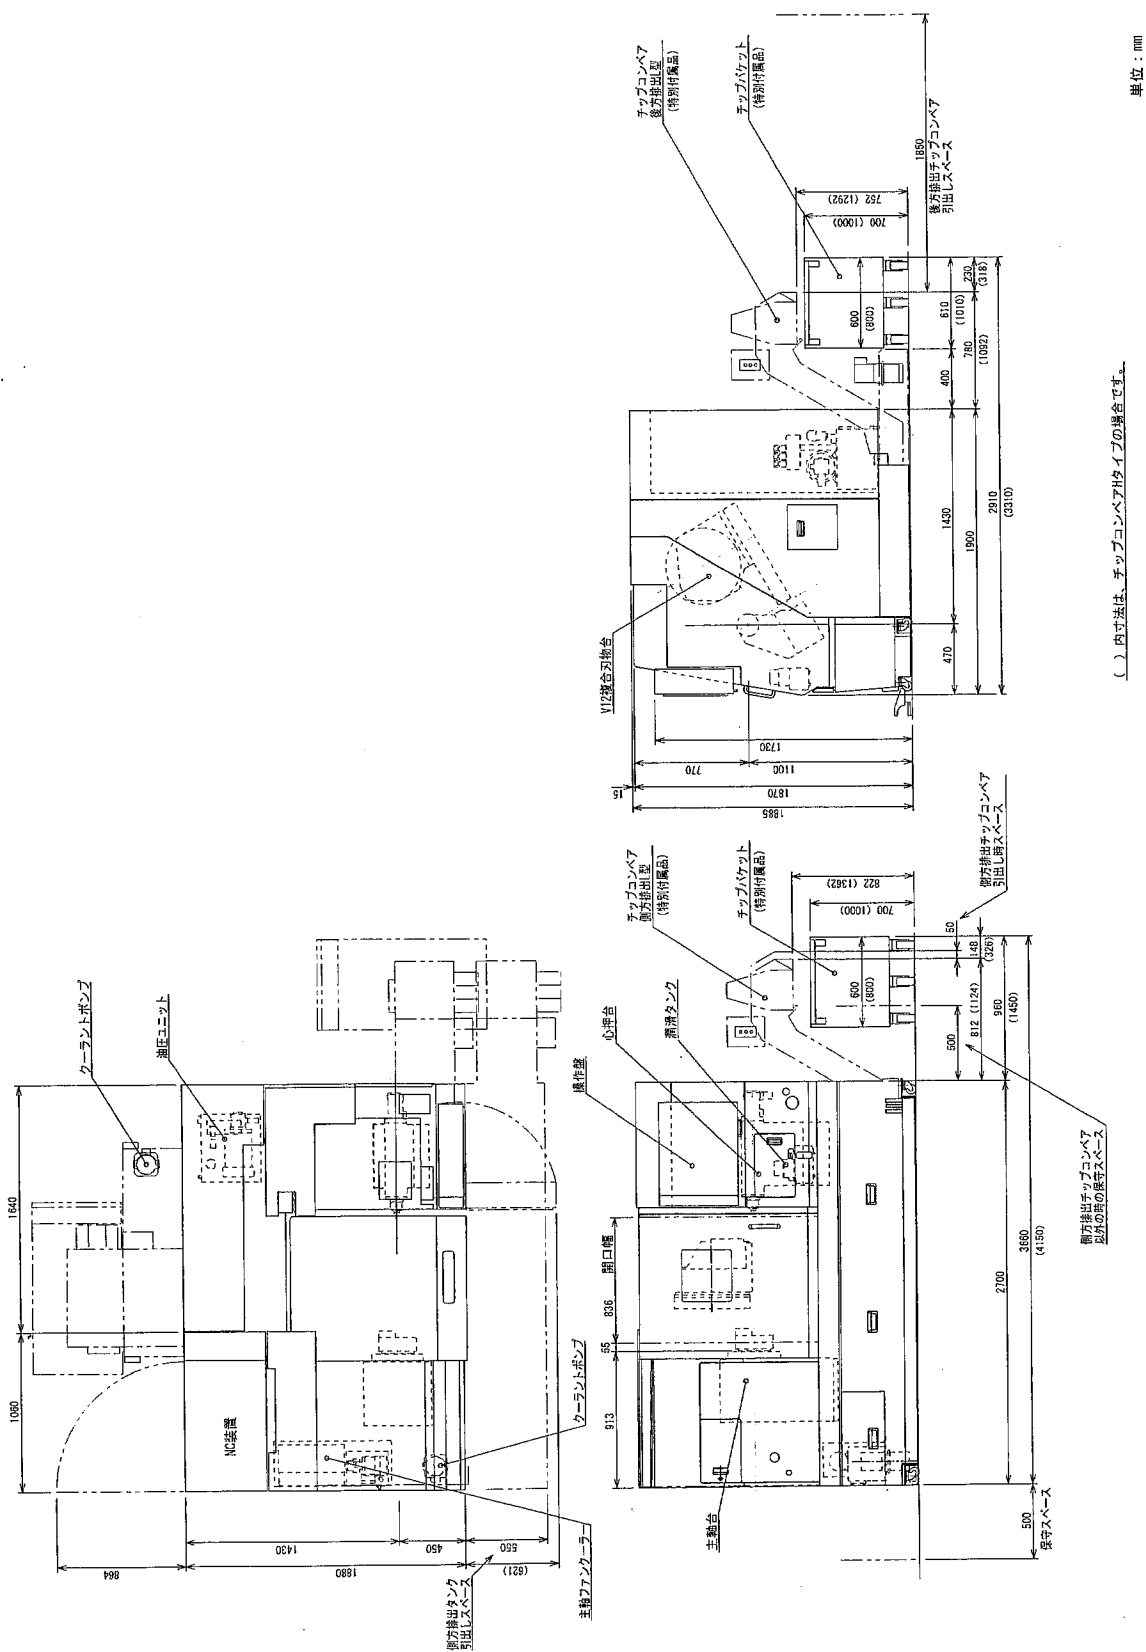 単位:mm
クーラントポンプ
油圧ユニット
1640
1060
NC装置
864
1430
1880
450
550
(621)
側方排出タンク
引出しスペース
主軸ファンクーラー
クーラントポンプ
チップコンベア
後方排出L型
(特別付属品)
チップバケット
(特別付属品)
V12複合刃物台
1850
後方排出チップコンベア
引出しスペース
752 (1292)
700 (1000)
600
(800)
230
(318)
610
(1010)
780
(1092)
400
1430
470
1900
2910
(3310)
15
770
1100
1730
1870
1885
操作盤
心押台
潤滑タンク
チップコンベア
側方排出L型
(特別付属品)
チップバケット
(特別付属品)
主軸台
開口幅
836
55
913
822 (1362)
700 (1000)
600
(800)
50
148
(326)
側方排出チップコンベア
引出し時スペース
500
812 (1124)
960
(1450)
側方排出チップコンベア
以外の時の保守スペース
2700
3660
(4150)
500
保守スペース
( ) 内寸法は、チップコンベアHタイプの場合です。